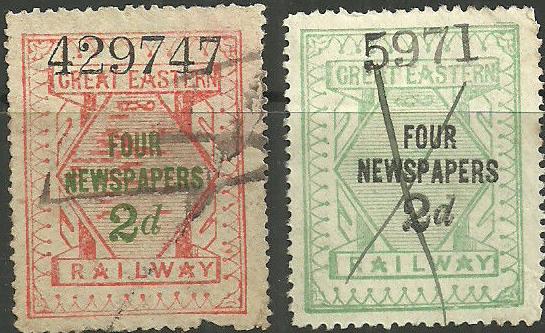 429747
GREAT EASTERN
FOUR
NEWSPAPERS
2d
RAILWAY
5971
GREAT EASTERN
FOUR
NEWSPAPERS
2d
RAILWAY